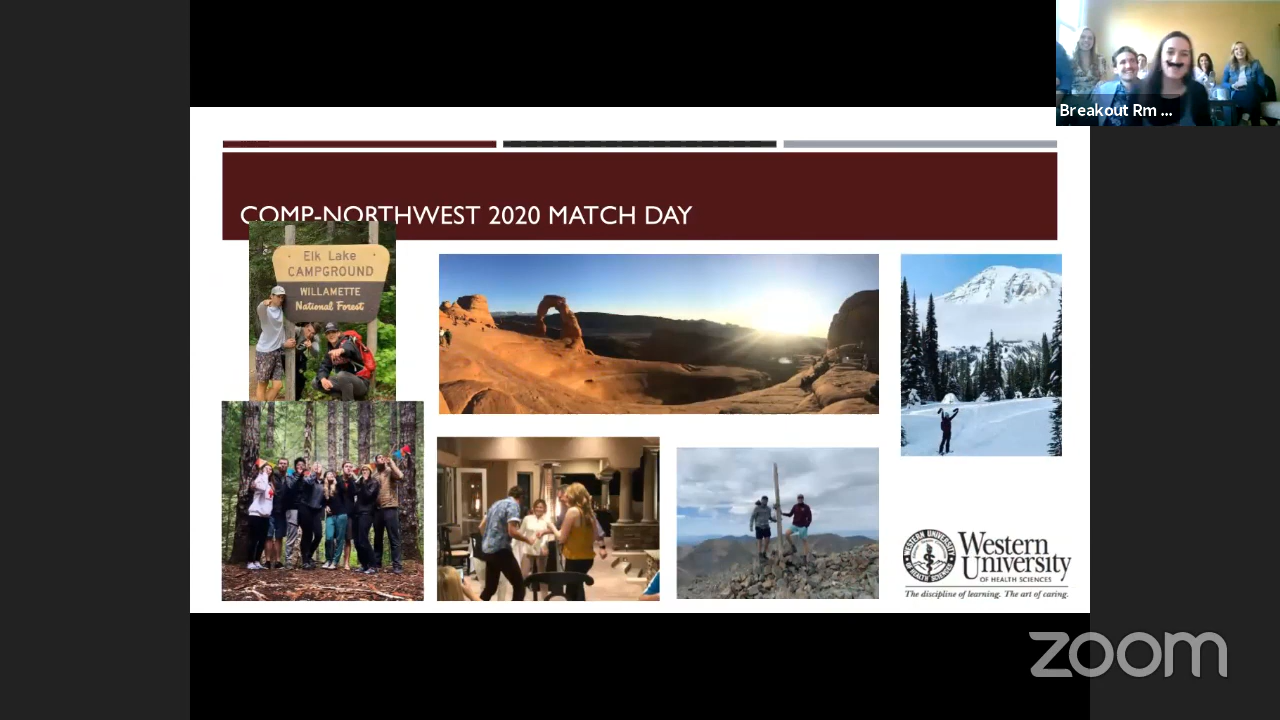 Breakout Rm ...
COMP-NORTHWEST 2020 MATCH DAY
Elk Lake
CAMPGROUND
WILLAMETTE
National Forest
Western
University
OF HEALTH SCIENCES
The discipline of learning. The art of caring.
zoom